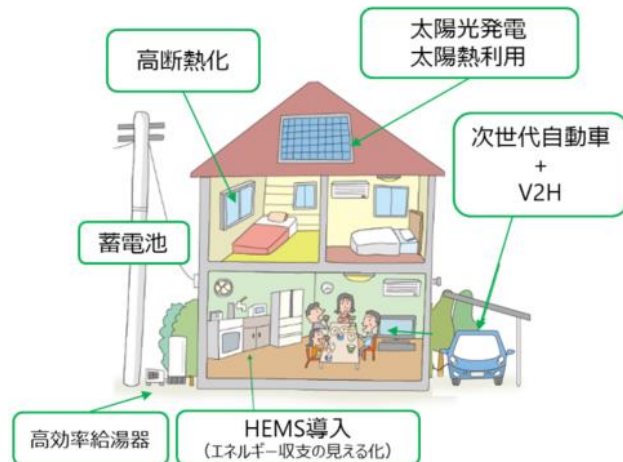 高断熱化
太陽光発電
太陽熱利用
次世代自動車
+
V2H
蓄電池
高効率給湯器
HEMS導入
（エネルギー収支の見える化）